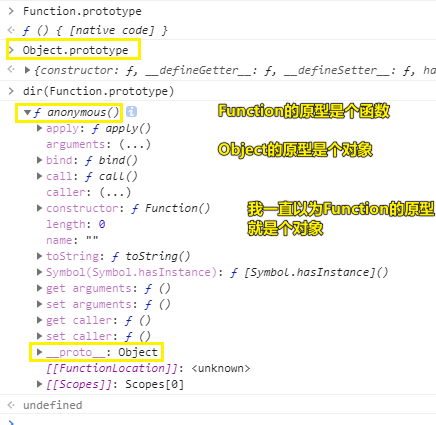 Function.prototype
ƒ () { [native code] }
Object.prototype
{constructor: ƒ, __defineGetter__: ƒ, __defineSetter__: ƒ, ha
dir(Function.prototype)
ƒ anonymous()
Function的原型是个函数
apply: ƒ apply()
arguments: (...)
Object的原型是个对象
bind: ƒ bind()
call: ƒ call()
caller: (...)
constructor: ƒ Function()
我一直以为Function的原型
就是个对象
length: 0
name: ""
toString: ƒ toString()
Symbol(Symbol.hasInstance): ƒ [Symbol.hasInstance]()
get arguments: ƒ ()
set arguments: ƒ ()
get caller: ƒ ()
set caller: ƒ ()
__proto__: Object
[[FunctionLocation]]: <unknown>
[[Scopes]]: Scopes[0]
undefined